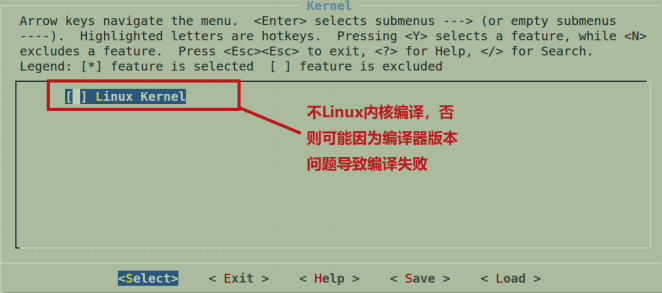 Kernel
Arrow keys navigate the menu.  <Enter> selects submenus ---> (or empty submenus
----).  Highlighted letters are hotkeys.  Pressing <Y> selects a feature, while <N>
excludes a feature.  Press <Esc><Esc> to exit, <?> for Help, </> for Search.
Legend: [*] feature is selected  [ ] feature is excluded
[ ] Linux Kernel
不Linux内核编译，否
则可能因为编译器版本
问题导致编译失败
<Select>    < Exit >    < Help >    < Save >    < Load >